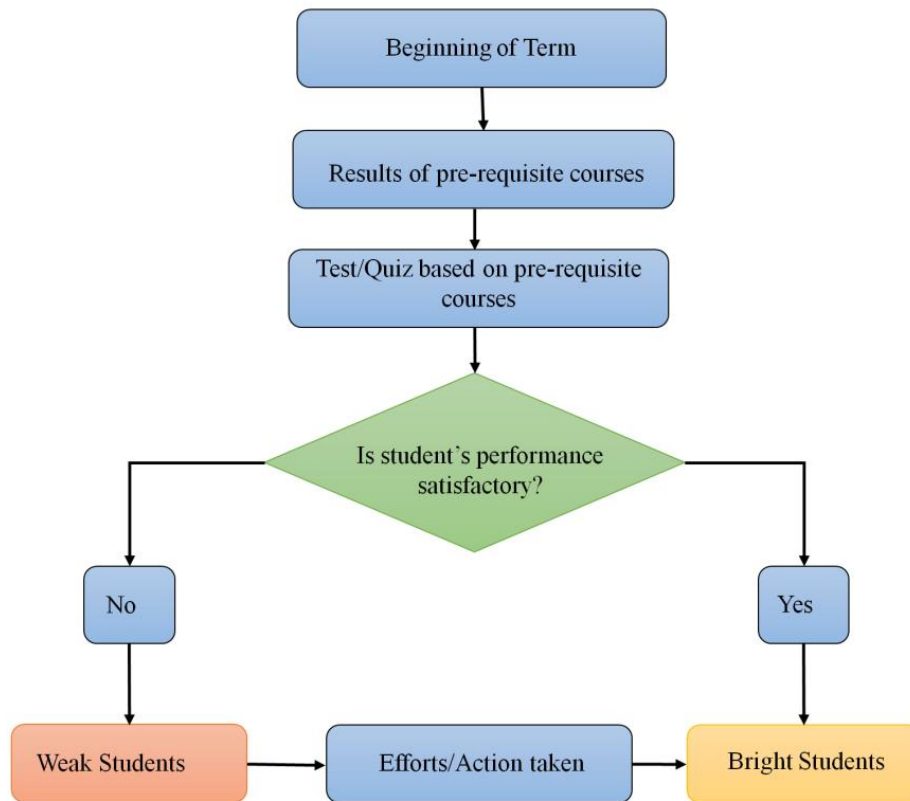 Beginning of Term
Results of pre-requisite courses
Test/Quiz based on pre-requisite
courses
Is student’s performance
satisfactory?
No
Yes
Weak Students
Efforts/Action taken
Bright Students